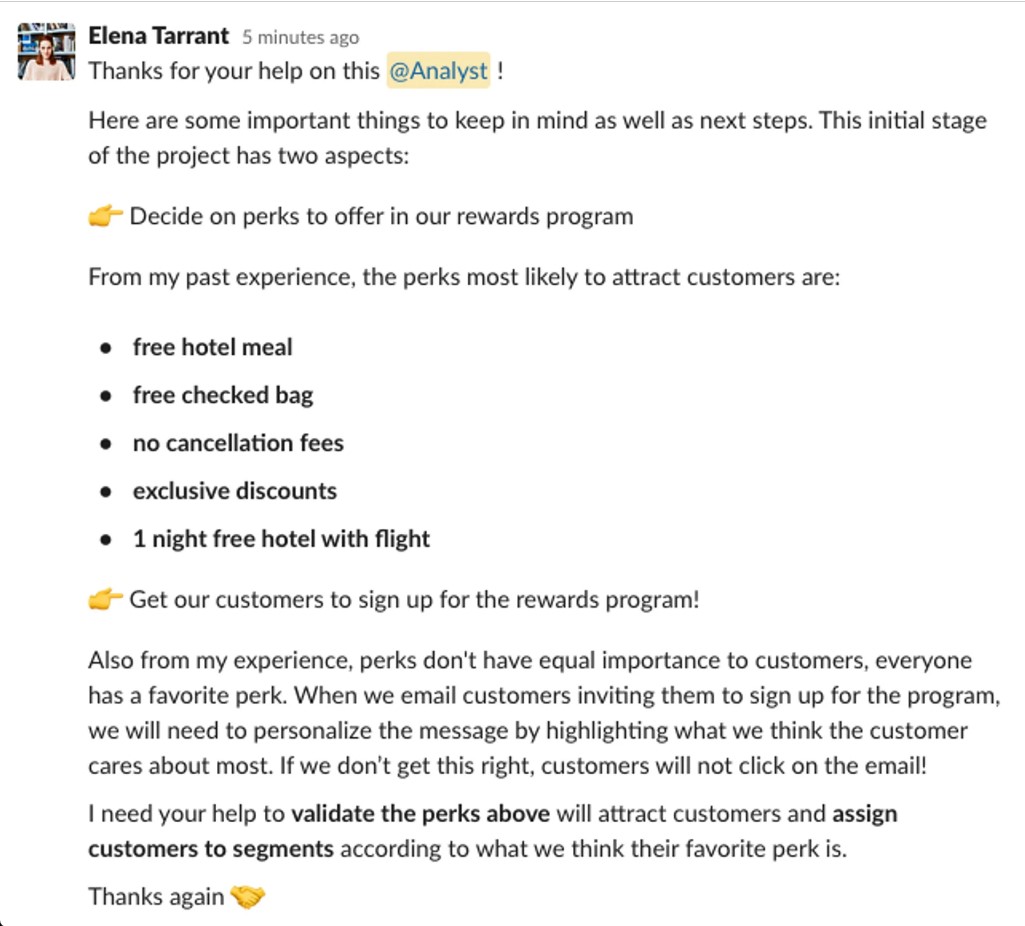 Elena Tarrant 5 minutes ago
Thanks for your help on this @Analyst !
Here are some important things to keep in mind as well as next steps. This initial stage
of the project has two aspects:
👉 Decide on perks to offer in our rewards program
From my past experience, the perks most likely to attract customers are:
● free hotel meal
● free checked bag
● no cancellation fees
● exclusive discounts
● 1 night free hotel with flight
👉 Get our customers to sign up for the rewards program!
Also from my experience, perks don't have equal importance to customers, everyone
has a favorite perk. When we email customers inviting them to sign up for the program,
we will need to personalize the message by highlighting what we think the customer
cares about most. If we don't get this right, customers will not click on the email!
I need your help to validate the perks above will attract customers and assign
customers to segments according to what we think their favorite perk is.
Thanks again 🤝